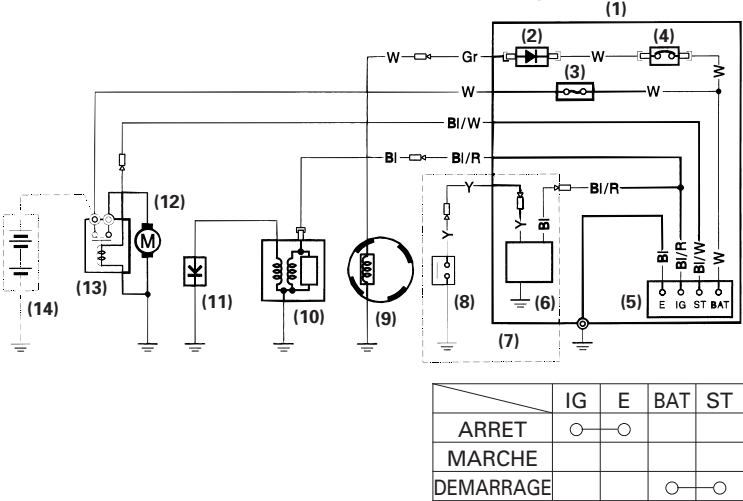 (1)
(2)
(4)
W
Gr
W
W
(3)
W
W
Bl/W
Bl
Bl/R
Y
Bl/R
(12)
Y
Bl
M
Y
Bl
Bl/R
Bl/W
W
(13)
(14)
(11)
(10)
(9)
(8)
(6)
(5)
E IG ST BAT
(7)
IG E BAT ST
ARRET
MARCHE
DEMARRAGE